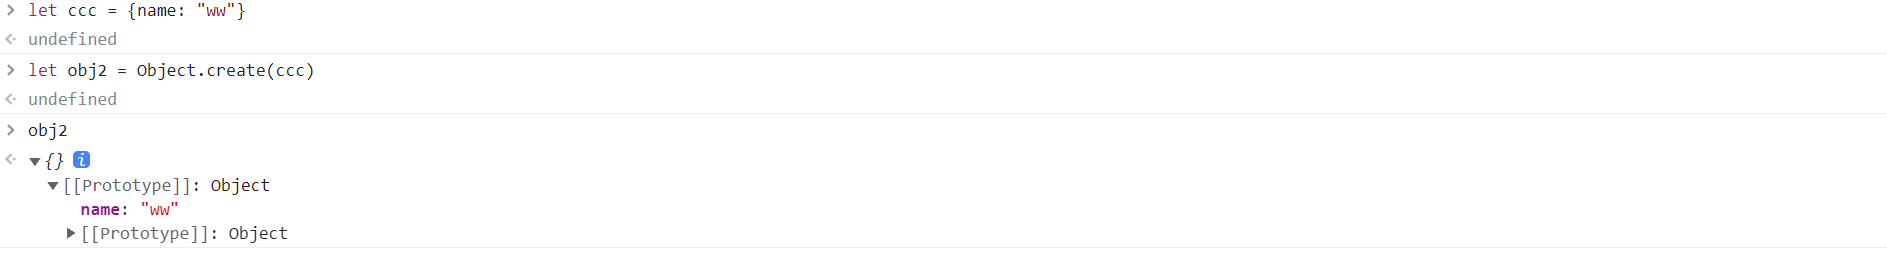 let ccc = {name: "ww"}
undefined
let obj2 = Object.create(ccc)
undefined
obj2
{} i
[[Prototype]]: Object
name: "ww"
[[Prototype]]: Object